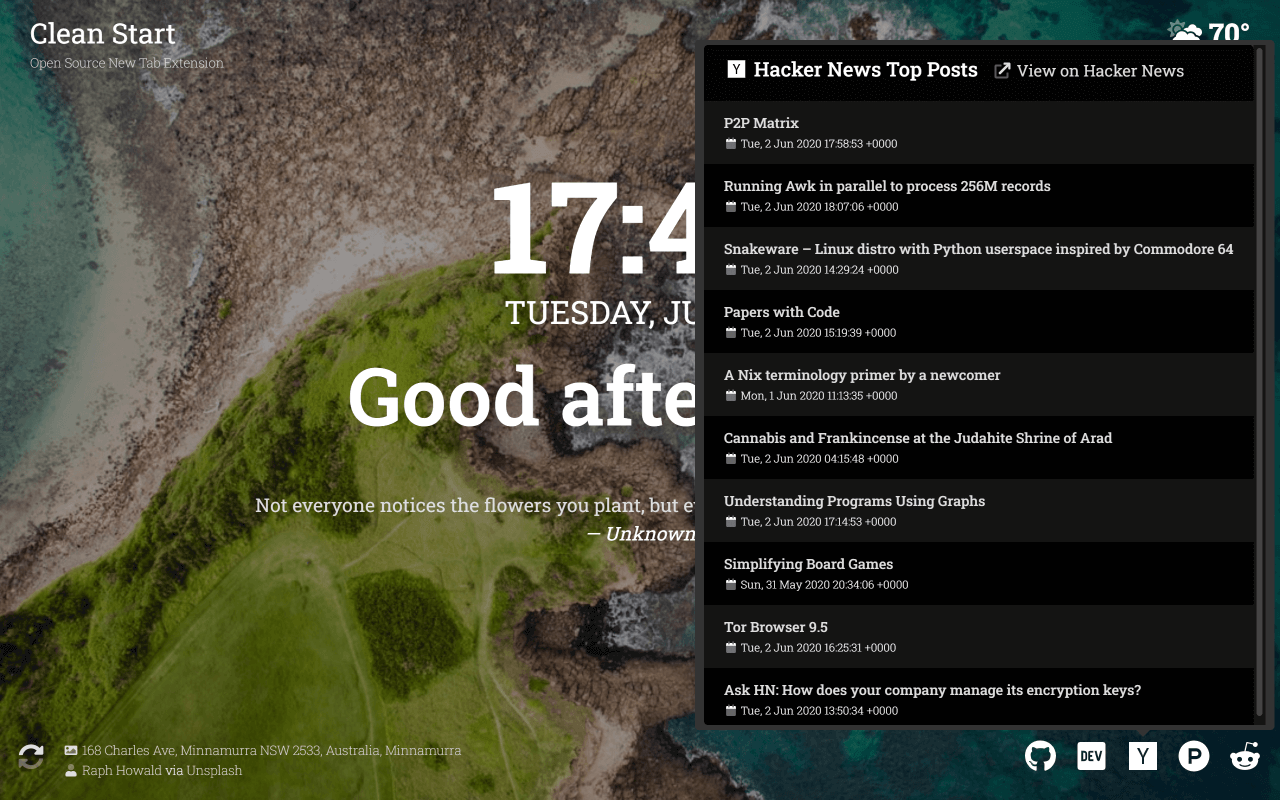 Clean Start
Open Source New Tab Extension
70°
17:4
TUESDAY, JU
Good afte
Not everyone notices the flowers you plant, but e
— Unknown
Y Hacker News Top Posts View on Hacker News
P2P Matrix
Tue, 2 Jun 2020 17:58:53 +0000
Running Awk in parallel to process 256M records
Tue, 2 Jun 2020 18:07:06 +0000
Snakeware – Linux distro with Python userspace inspired by Commodore 64
Tue, 2 Jun 2020 14:29:24 +0000
Papers with Code
Tue, 2 Jun 2020 15:19:39 +0000
A Nix terminology primer by a newcomer
Mon, 1 Jun 2020 11:13:35 +0000
Cannabis and Frankincense at the Judahite Shrine of Arad
Tue, 2 Jun 2020 04:15:48 +0000
Understanding Programs Using Graphs
Tue, 2 Jun 2020 17:14:53 +0000
Simplifying Board Games
Sun, 31 May 2020 20:34:06 +0000
Tor Browser 9.5
Tue, 2 Jun 2020 16:25:31 +0000
Ask HN: How does your company manage its encryption keys?
Tue, 2 Jun 2020 13:50:34 +0000
168 Charles Ave, Minnamurra NSW 2533, Australia, Minnamurra
Raph Howald via Unsplash
DEV Y P